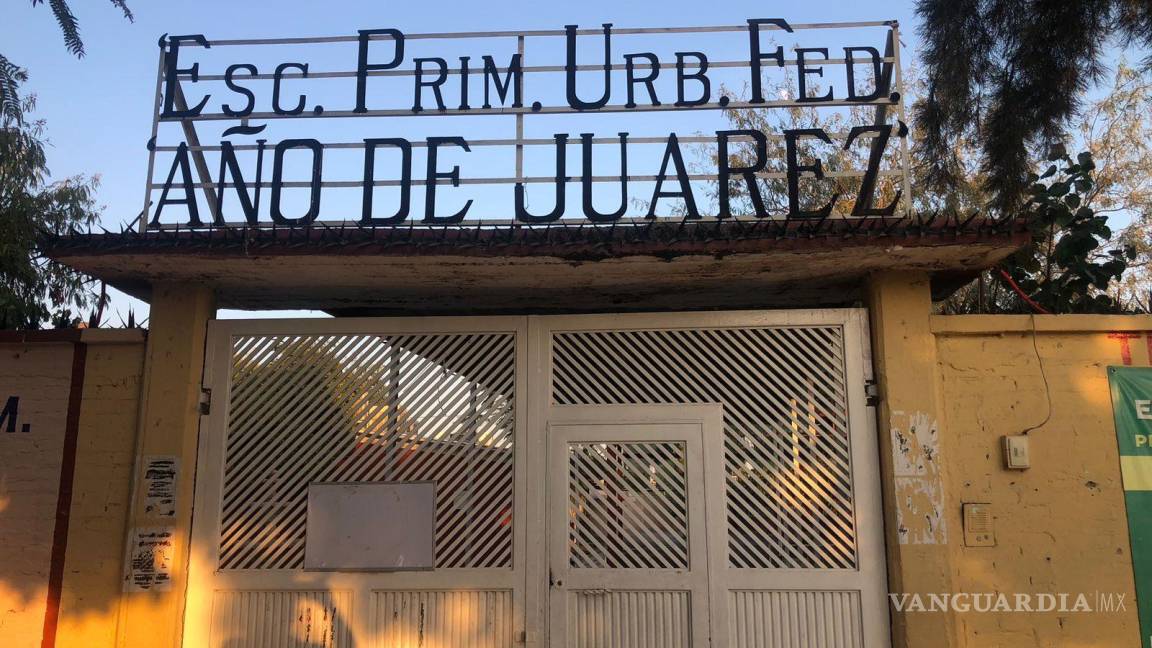 Esc. Prim. Urb. Fed.
"AÑO DE JUAREZ"
M.
T
E
P
VANGUARDIA|MX